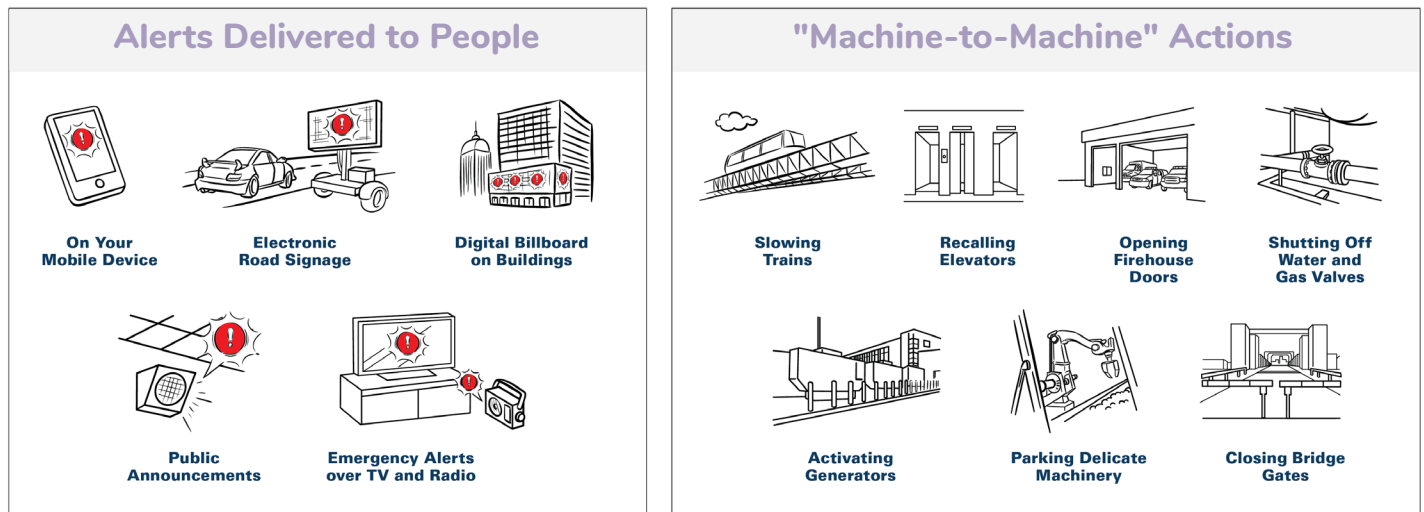 Alerts Delivered to People
On Your
Mobile Device
Electronic
Road Signage
Digital Billboard
on Buildings
Public
Announcements
Emergency Alerts
over TV and Radio
"Machine-to-Machine" Actions
Slowing
Trains
Recalling
Elevators
Opening
Firehouse
Doors
Shutting Off
Water and
Gas Valves
Activating
Generators
Parking Delicate
Machinery
Closing Bridge
Gates